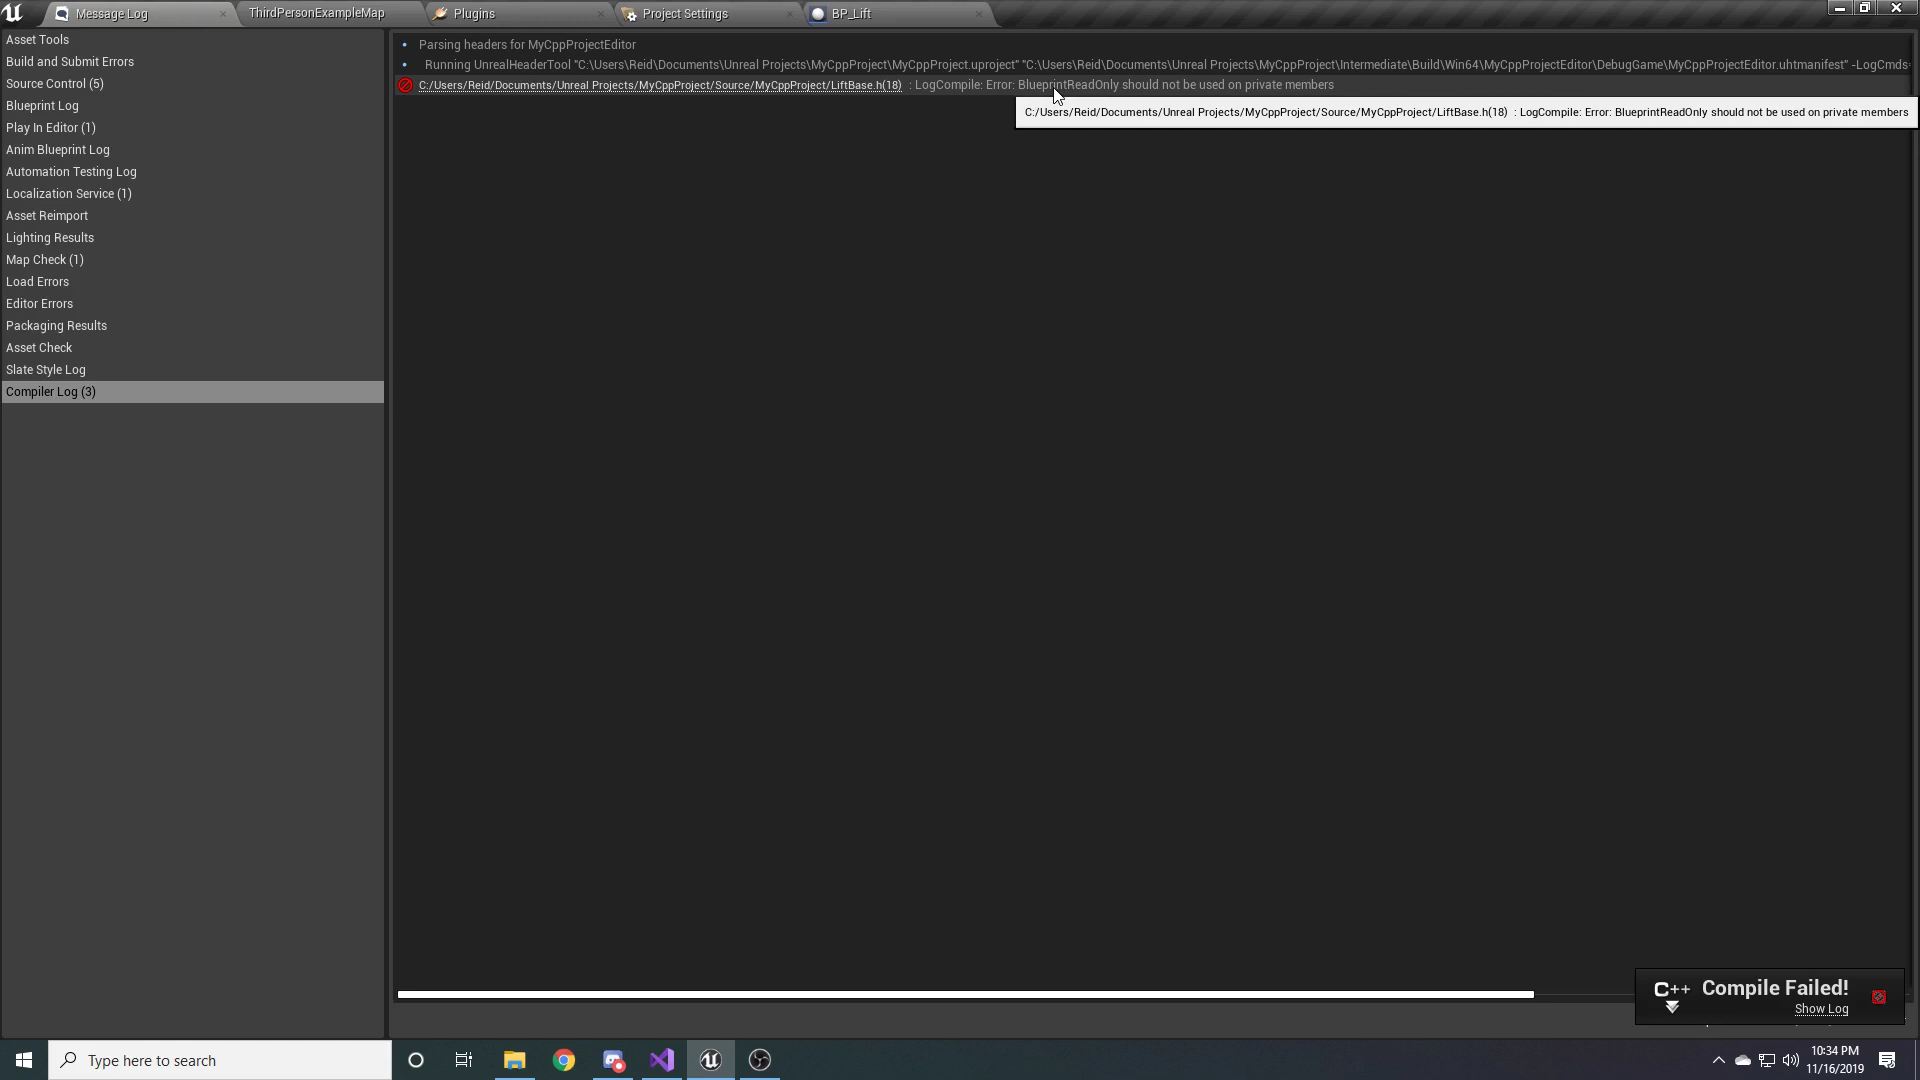 Message Log
ThirdPersonExampleMap
Plugins
Project Settings
BP_Lift
Asset Tools
Build and Submit Errors
Source Control (5)
Blueprint Log
Play In Editor (1)
Anim Blueprint Log
Automation Testing Log
Localization Service (1)
Asset Reimport
Lighting Results
Map Check (1)
Load Errors
Editor Errors
Packaging Results
Asset Check
Slate Style Log
Compiler Log (3)
Parsing headers for MyCppProjectEditor
Running UnrealHeaderTool "C:\Users\Reid\Documents\Unreal Projects\MyCppProject\MyCppProject.uproject" "C:\Users\Reid\Documents\Unreal Projects\MyCppProject\Intermediate\Build\Win64\MyCppProjectEditor\DebugGame\MyCppProjectEditor.uhtmanifest" -LogCmds=
C:/Users/Reid/Documents/Unreal Projects/MyCppProject/Source/MyCppProject/LiftBase.h(18) : LogCompile: Error: BlueprintReadOnly should not be used on private members
C:/Users/Reid/Documents/Unreal Projects/MyCppProject/Source/MyCppProject/LiftBase.h(18) : LogCompile: Error: BlueprintReadOnly should not be used on private members
C++ Compile Failed!
Show Log
Type here to search
10:34 PM
11/16/2019